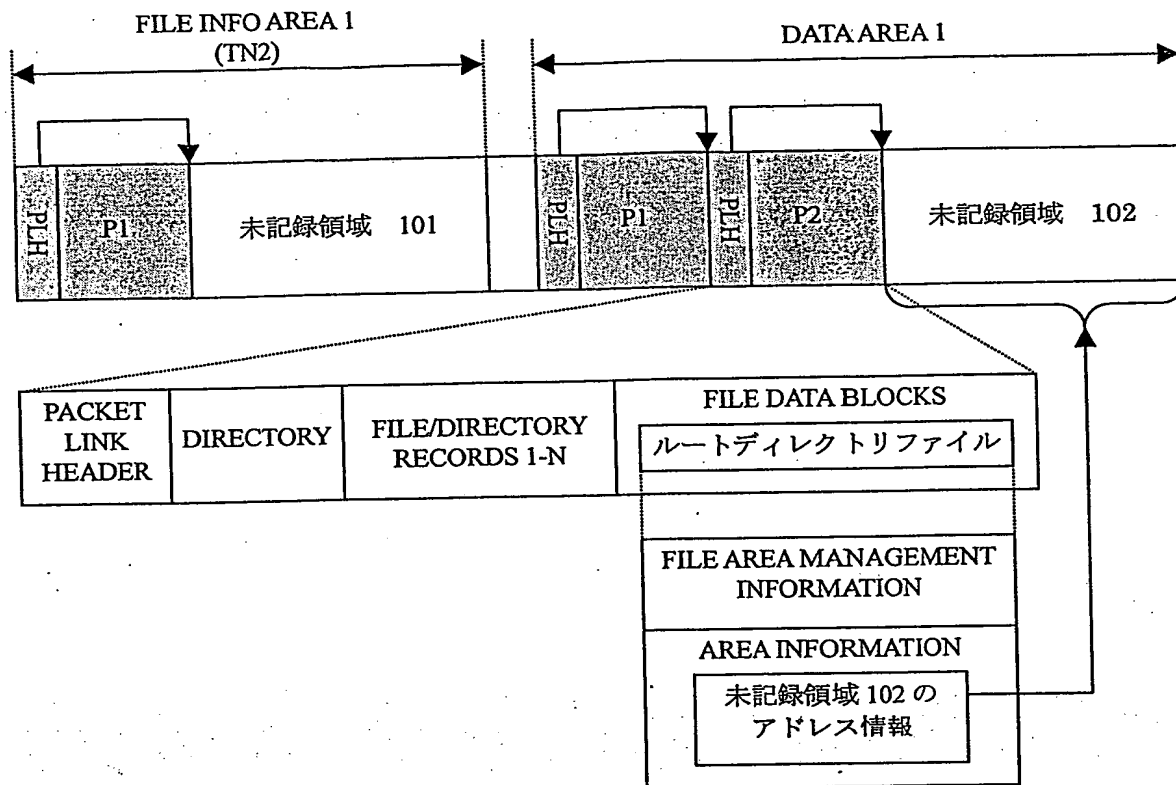 FILE INFO AREA 1
(TN2)
DATA AREA 1
PLH
P1
未記録領域 101
PLH
P1
PLH
P2
未記録領域 102
PACKET
LINK
HEADER
DIRECTORY
FILE/DIRECTORY
RECORDS 1-N
FILE DATA BLOCKS
ルートディレクトリファイル
FILE AREA MANAGEMENT
INFORMATION
AREA INFORMATION
未記録領域 102 の
アドレス情報